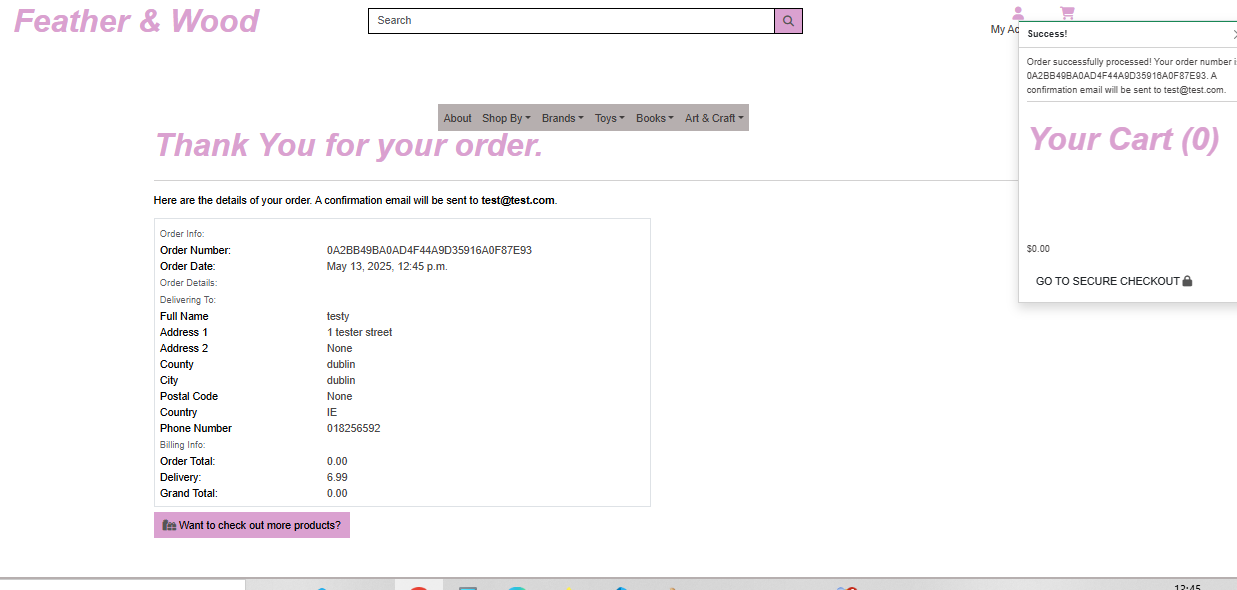 Feather & Wood
Search
My Ac
Success!
Order successfully processed! Your order number i
0A2BB49BA0AD4F44A9D35916A0F87E93. A
confirmation email will be sent to test@test.com.
Your Cart (0)
$0.00
GO TO SECURE CHECKOUT
About Shop By Brands Toys Books Art & Craft
Thank You for your order.
Here are the details of your order. A confirmation email will be sent to test@test.com.
Order Info:
Order Number: 0A2BB49BA0AD4F44A9D35916A0F87E93
Order Date: May 13, 2025, 12:45 p.m.
Order Details:
Delivering To:
Full Name testy
Address 1 1 tester street
Address 2 None
County dublin
City dublin
Postal Code None
Country IE
Phone Number 018256592
Billing Info:
Order Total: 0.00
Delivery: 6.99
Grand Total: 0.00
Want to check out more products?
12:45